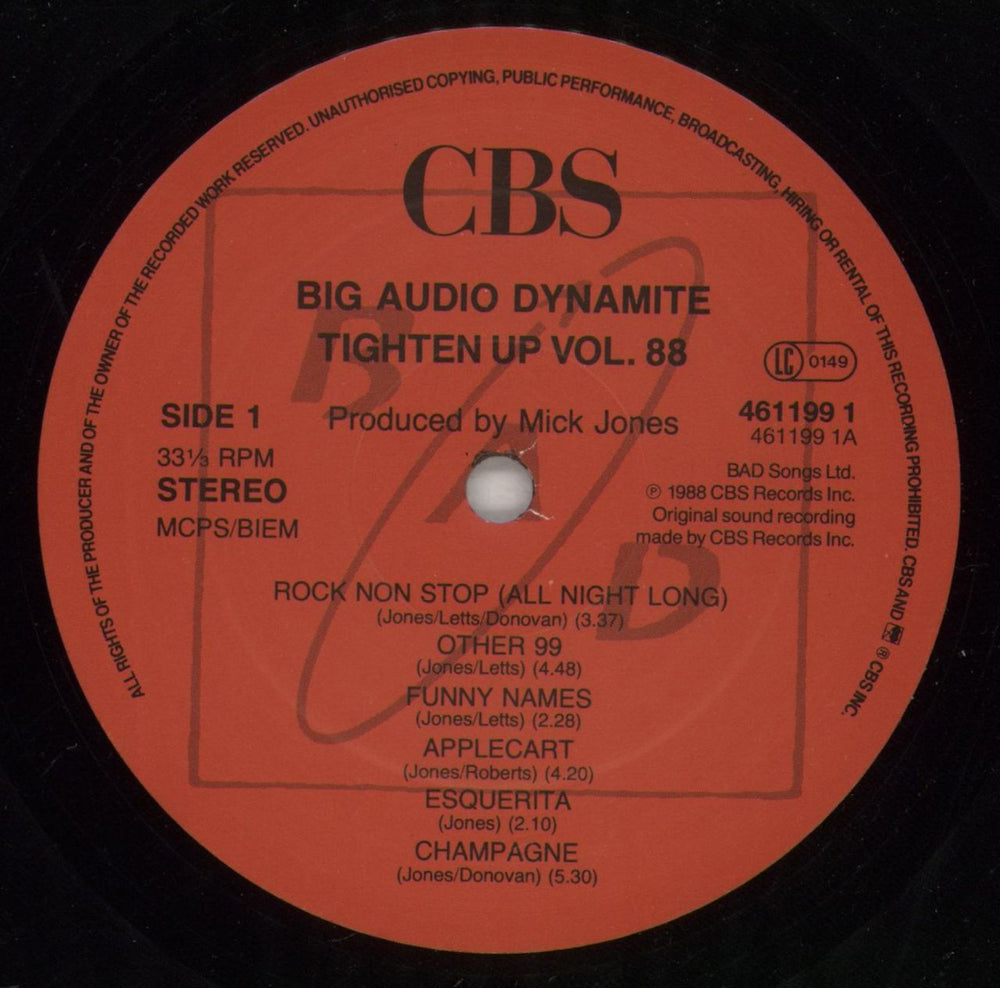 ALL RIGHTS OF THE PRODUCER AND OF THE OWNER OF THE RECORDED WORK RESERVED. UNAUTHORISED COPYING, PUBLIC PERFORMANCE, BROADCASTING, HIRING OR RENTAL OF THIS RECORDING PROHIBITED. CBS AND ® CBS INC.
CBS
BIG AUDIO DYNAMITE
TIGHTEN UP VOL. 88
LC 0149
SIDE 1
Produced by Mick Jones
461199 1
461199 1A
33⅓ RPM
STEREO
MCPS/BIEM
BAD Songs Ltd.
℗ 1988 CBS Records Inc.
Original sound recording
made by CBS Records Inc.
B
A
D
ROCK NON STOP (ALL NIGHT LONG)
(Jones/Letts/Donovan) (3.37)
OTHER 99
(Jones/Letts) (4.48)
FUNNY NAMES
(Jones/Letts) (2.28)
APPLECART
(Jones/Roberts) (4.20)
ESQUERITA
(Jones) (2.10)
CHAMPAGNE
(Jones/Donovan) (5.30)